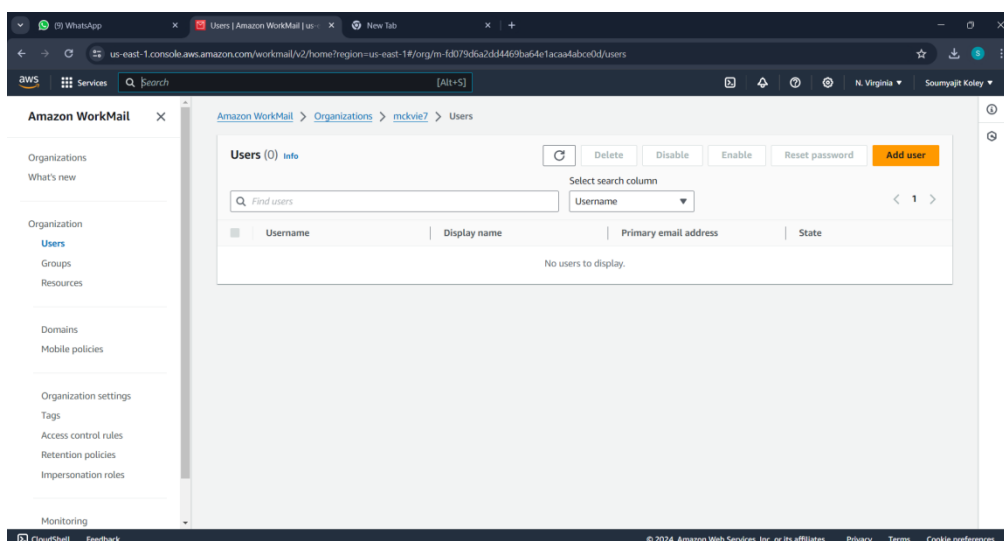 (9) WhatsApp
Users | Amazon WorkMail | us-e
New Tab
us-east-1.console.aws.amazon.com/workmail/v2/home?region=us-east-1#/org/m-fd079d6a2dd4469ba64e1acaa4abce0d/users
aws Services Search [Alt+S] N. Virginia Soumyajit Koley
Amazon WorkMail
Organizations
What's new
Organization
Users
Groups
Resources
Domains
Mobile policies
Organization settings
Tags
Access control rules
Retention policies
Impersonation roles
Monitoring
Amazon WorkMail > Organizations > mckvie7 > Users
Users (0) Info Delete Disable Enable Reset password Add user
Select search column
Find users Username 1
Username Display name Primary email address State
No users to display.
CloudShell Feedback © 2024, Amazon Web Services, Inc. or its affiliates. Privacy Terms Cookie preferences